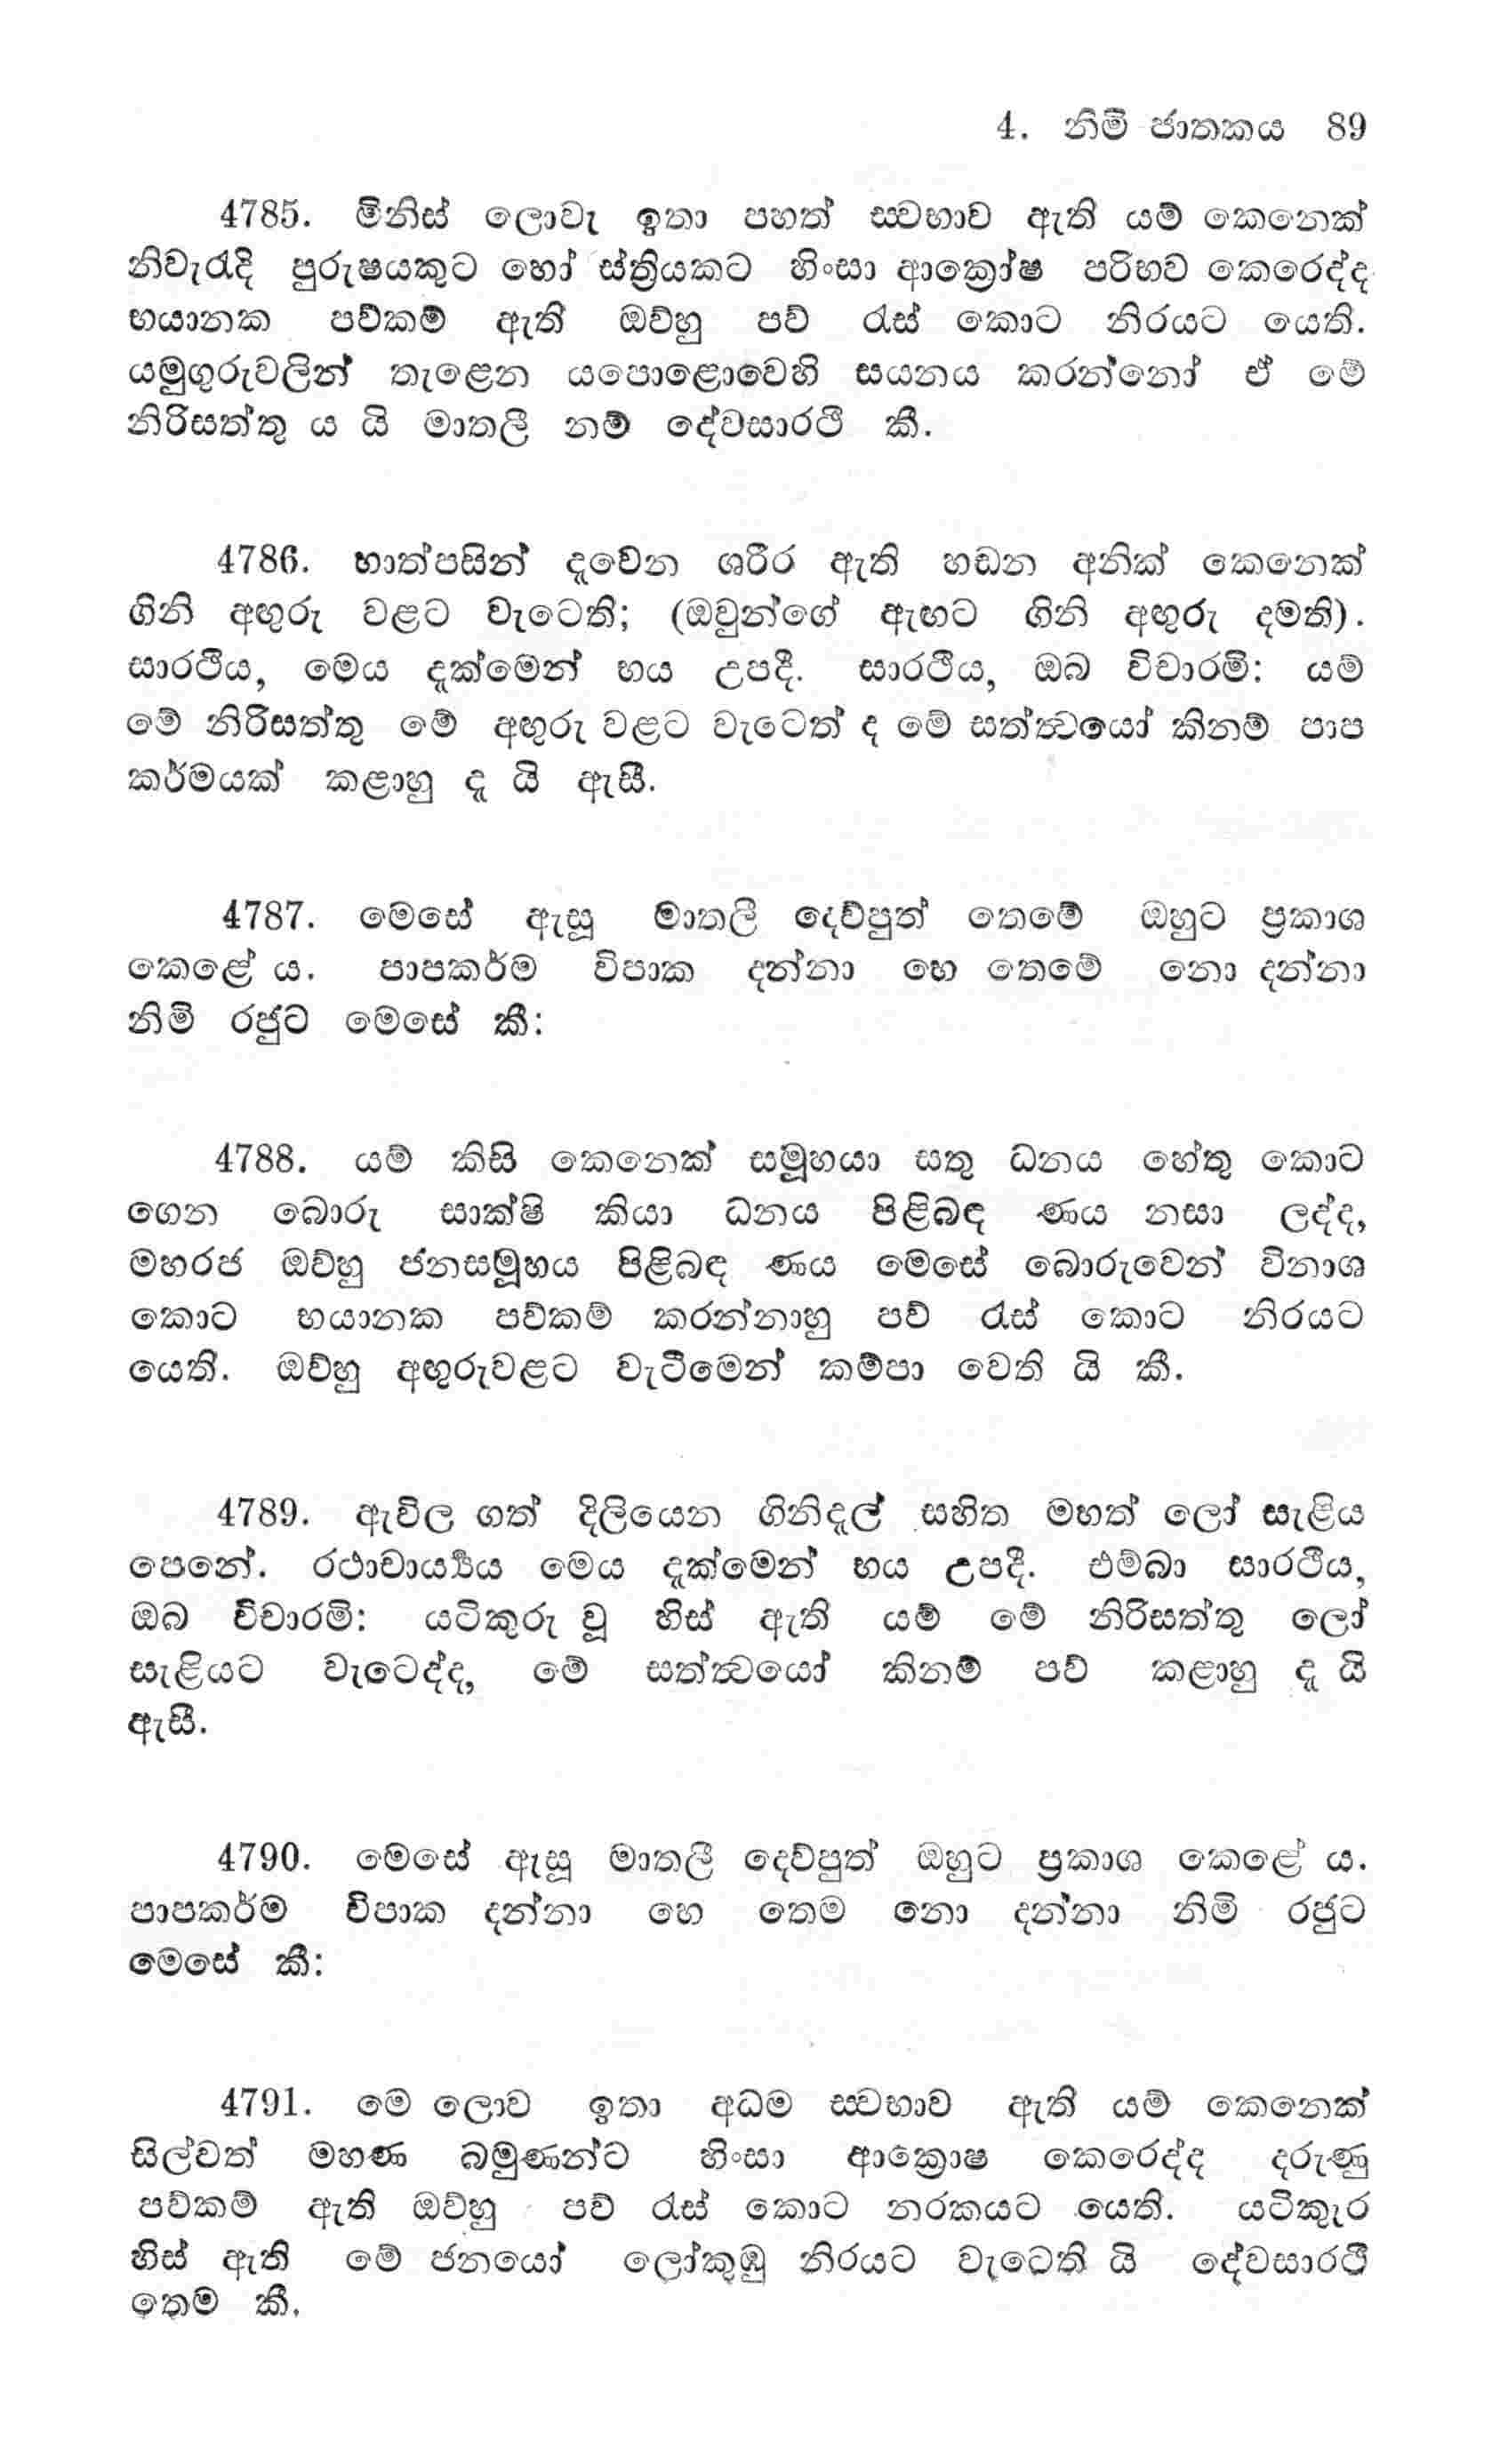 4. නිමි ජාතකය 89
4785. මිනිස් ලොවැ ඉතා පහත් ස්වභාව ඇති යම් කෙනෙක්
නිවැරැදි පුරුෂයකුට හෝ ස්ත්‍රියකට හිංසා ආක්‍රෝෂ පරිභව කෙරෙද්ද
භයානක පව්කම් ඇති ඔව්හු පව් රැස් කොට නිරයට යෙති.
යමුගුරුවලින් තැළෙන යපොළොවෙහි සයනය කරන්නෝ ඒ මේ
නිරිසත්තු ය යි මාතලී නම් දේවසාරථි කී.
4786. භාත්පසින් දැවෙන ශරීර ඇති හඩන අනික් කෙනෙක්
ගිනි අඟුරු වළට වැටෙති; (ඔවුන්ගේ ඇඟට ගිනි අඟුරු දමති).
සාරථිය, මෙය දැක්මෙන් භය උපදී. සාරථිය, ඔබ විචාරමි: යම්
මේ නිරිසත්තු මේ අඟුරු වළට වැටෙත් ද මේ සත්ත්වයෝ කිනම් පාප
කර්මයක් කළාහු දැ යි ඇසී.
4787. මෙසේ ඇසූ මාතලී දෙව්පුත් තෙමේ ඔහුට ප්‍රකාශ
කෙළේ ය. පාපකර්ම විපාක දන්නා හෙ තෙමේ නො දන්නා
නිමි රජුට මෙසේ කී:
4788. යම් කිසි කෙනෙක් සමූහයා සතු ධනය හේතු කොට
ගෙන බොරු සාක්ෂි කියා ධනය පිළිබඳ ණය නසා ලද්ද,
මහරජ ඔව්හු ජනසමූහය පිළිබඳ ණය මෙසේ බොරුවෙන් විනාශ
කොට භයානක පව්කම් කරන්නාහු පව් රැස් කොට නිරයට
යෙති. ඔව්හු අඟුරුවළට වැටීමෙන් කම්පා වෙති යි කී.
4789. ඇවිල ගත් දිලියෙන ගිනිදැල් සහිත මහත් ලෝ සැළිය
පෙනේ. රථාචාර්‍ය්‍යය මෙය දැක්මෙන් භය උපදී. එම්බා සාරථිය,
ඔබ විචාරමි: යටිකුරු වූ හිස් ඇති යම් මේ නිරිසත්තු ලෝ
සැළියට වැටෙද්ද, මේ සත්ත්වයෝ කිනම් පව් කළාහු දැ යි
ඇසී.
4790. මෙසේ ඇසූ මාතලී දෙව්පුත් ඔහුට ප්‍රකාශ කෙළේ ය.
පාපකර්ම විපාක දන්නා හෙ තෙම නො දන්නා නිමි රජුට
මෙසේ කී:
4791. මෙ ලොව ඉතා අධම ස්වභාව ඇති යම් කෙනෙක්
සිල්වත් මහණ බමුණන්ට හිංසා ආක්‍රොෂ කෙරෙද්ද දරුණු
පව්කම් ඇති ඔව්හු පව් රැස් කොට නරකයට යෙති. යටිකුරැ
හිස් ඇති මේ ජනයෝ ලෝකුඹු නිරයට වැටෙති යි දේවසාරථි
තෙම කී.